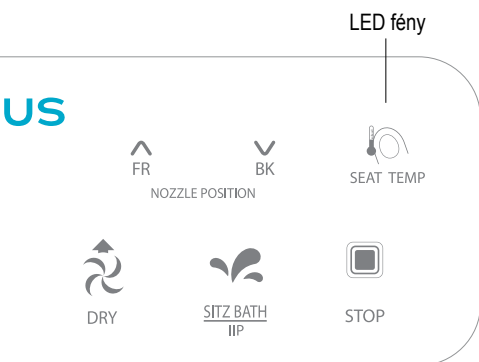 LED fény
US
FR BK SEAT TEMP
NOZZLE POSITION
DRY SITZ BATH STOP
IIP